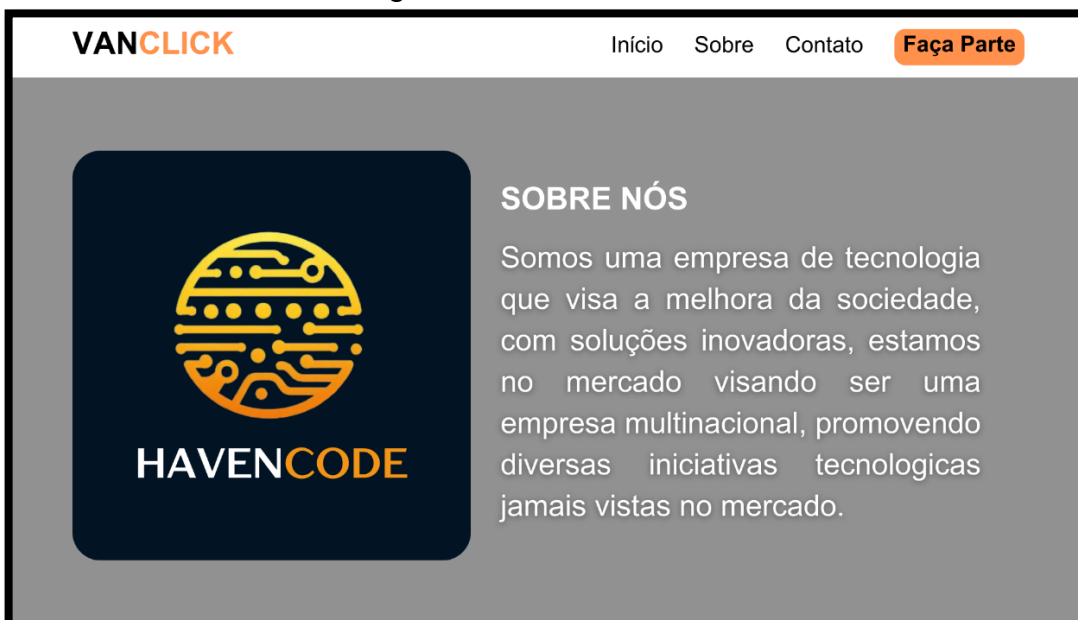 VANCLICK
Início Sobre Contato Faça Parte
HAVENCODE
SOBRE NÓS
Somos uma empresa de tecnologia
que visa a melhora da sociedade,
com soluções inovadoras, estamos
no mercado visando ser uma
empresa multinacional, promovendo
diversas iniciativas tecnologicas
jamais vistas no mercado.